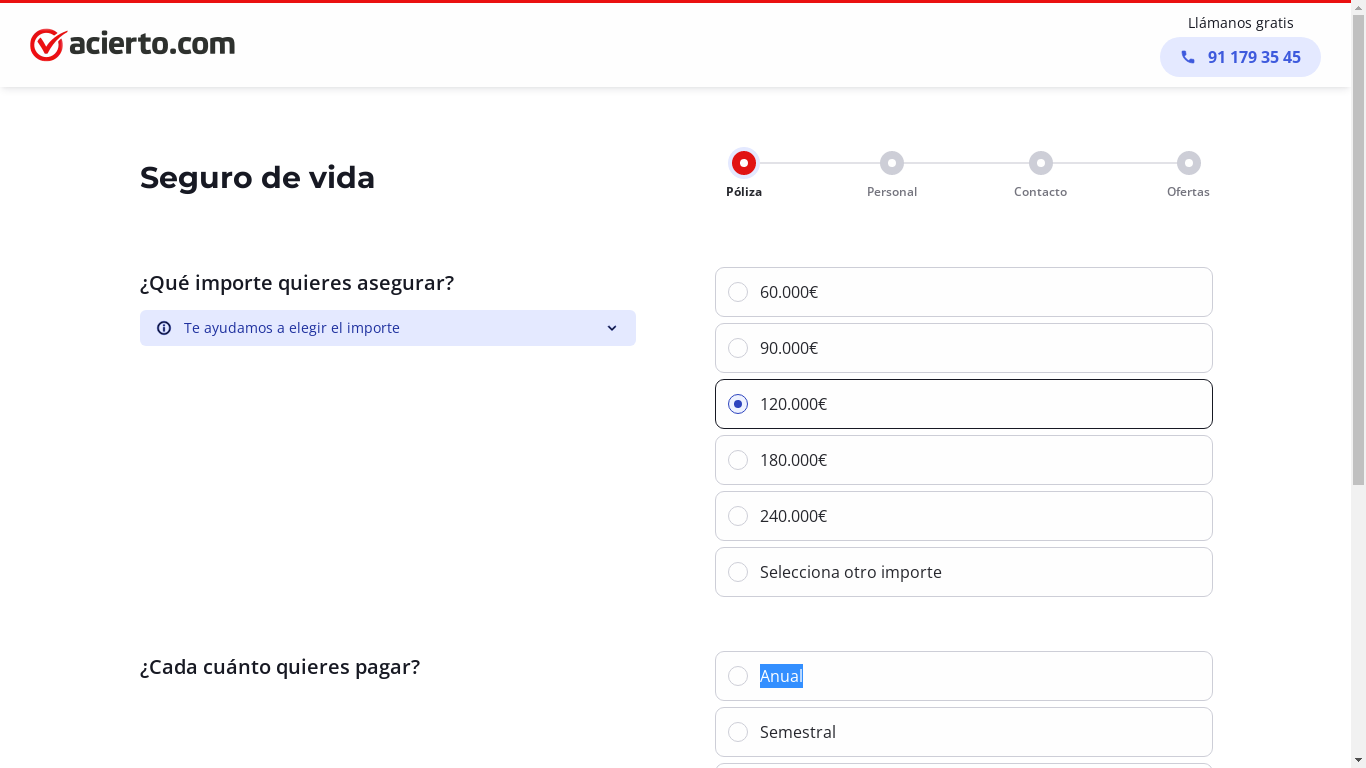 acierto.com
Llámanos gratis
91 179 35 45
Seguro de vida
Póliza
Personal
Contacto
Ofertas
¿Qué importe quieres asegurar?
Te ayudamos a elegir el importe
60.000€
90.000€
120.000€
180.000€
240.000€
Selecciona otro importe
¿Cada cuánto quieres pagar?
Anual
Semestral